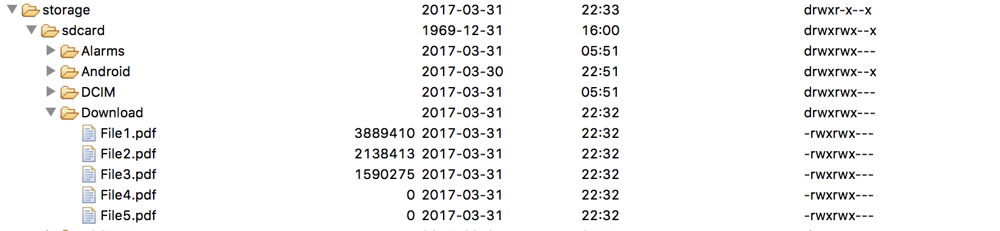 storage 2017-03-31 22:33 drwxr-x--x
sdcard 1969-12-31 16:00 drwxrwx--x
Alarms 2017-03-31 05:51 drwxrwx---
Android 2017-03-30 22:51 drwxrwx--x
DCIM 2017-03-31 05:51 drwxrwx---
Download 2017-03-31 22:32 drwxrwx---
File1.pdf 3889410 2017-03-31 22:32 -rwxrwx---
File2.pdf 2138413 2017-03-31 22:32 -rwxrwx---
File3.pdf 1590275 2017-03-31 22:32 -rwxrwx---
File4.pdf 0 2017-03-31 22:32 -rwxrwx---
File5.pdf 0 2017-03-31 22:32 -rwxrwx---